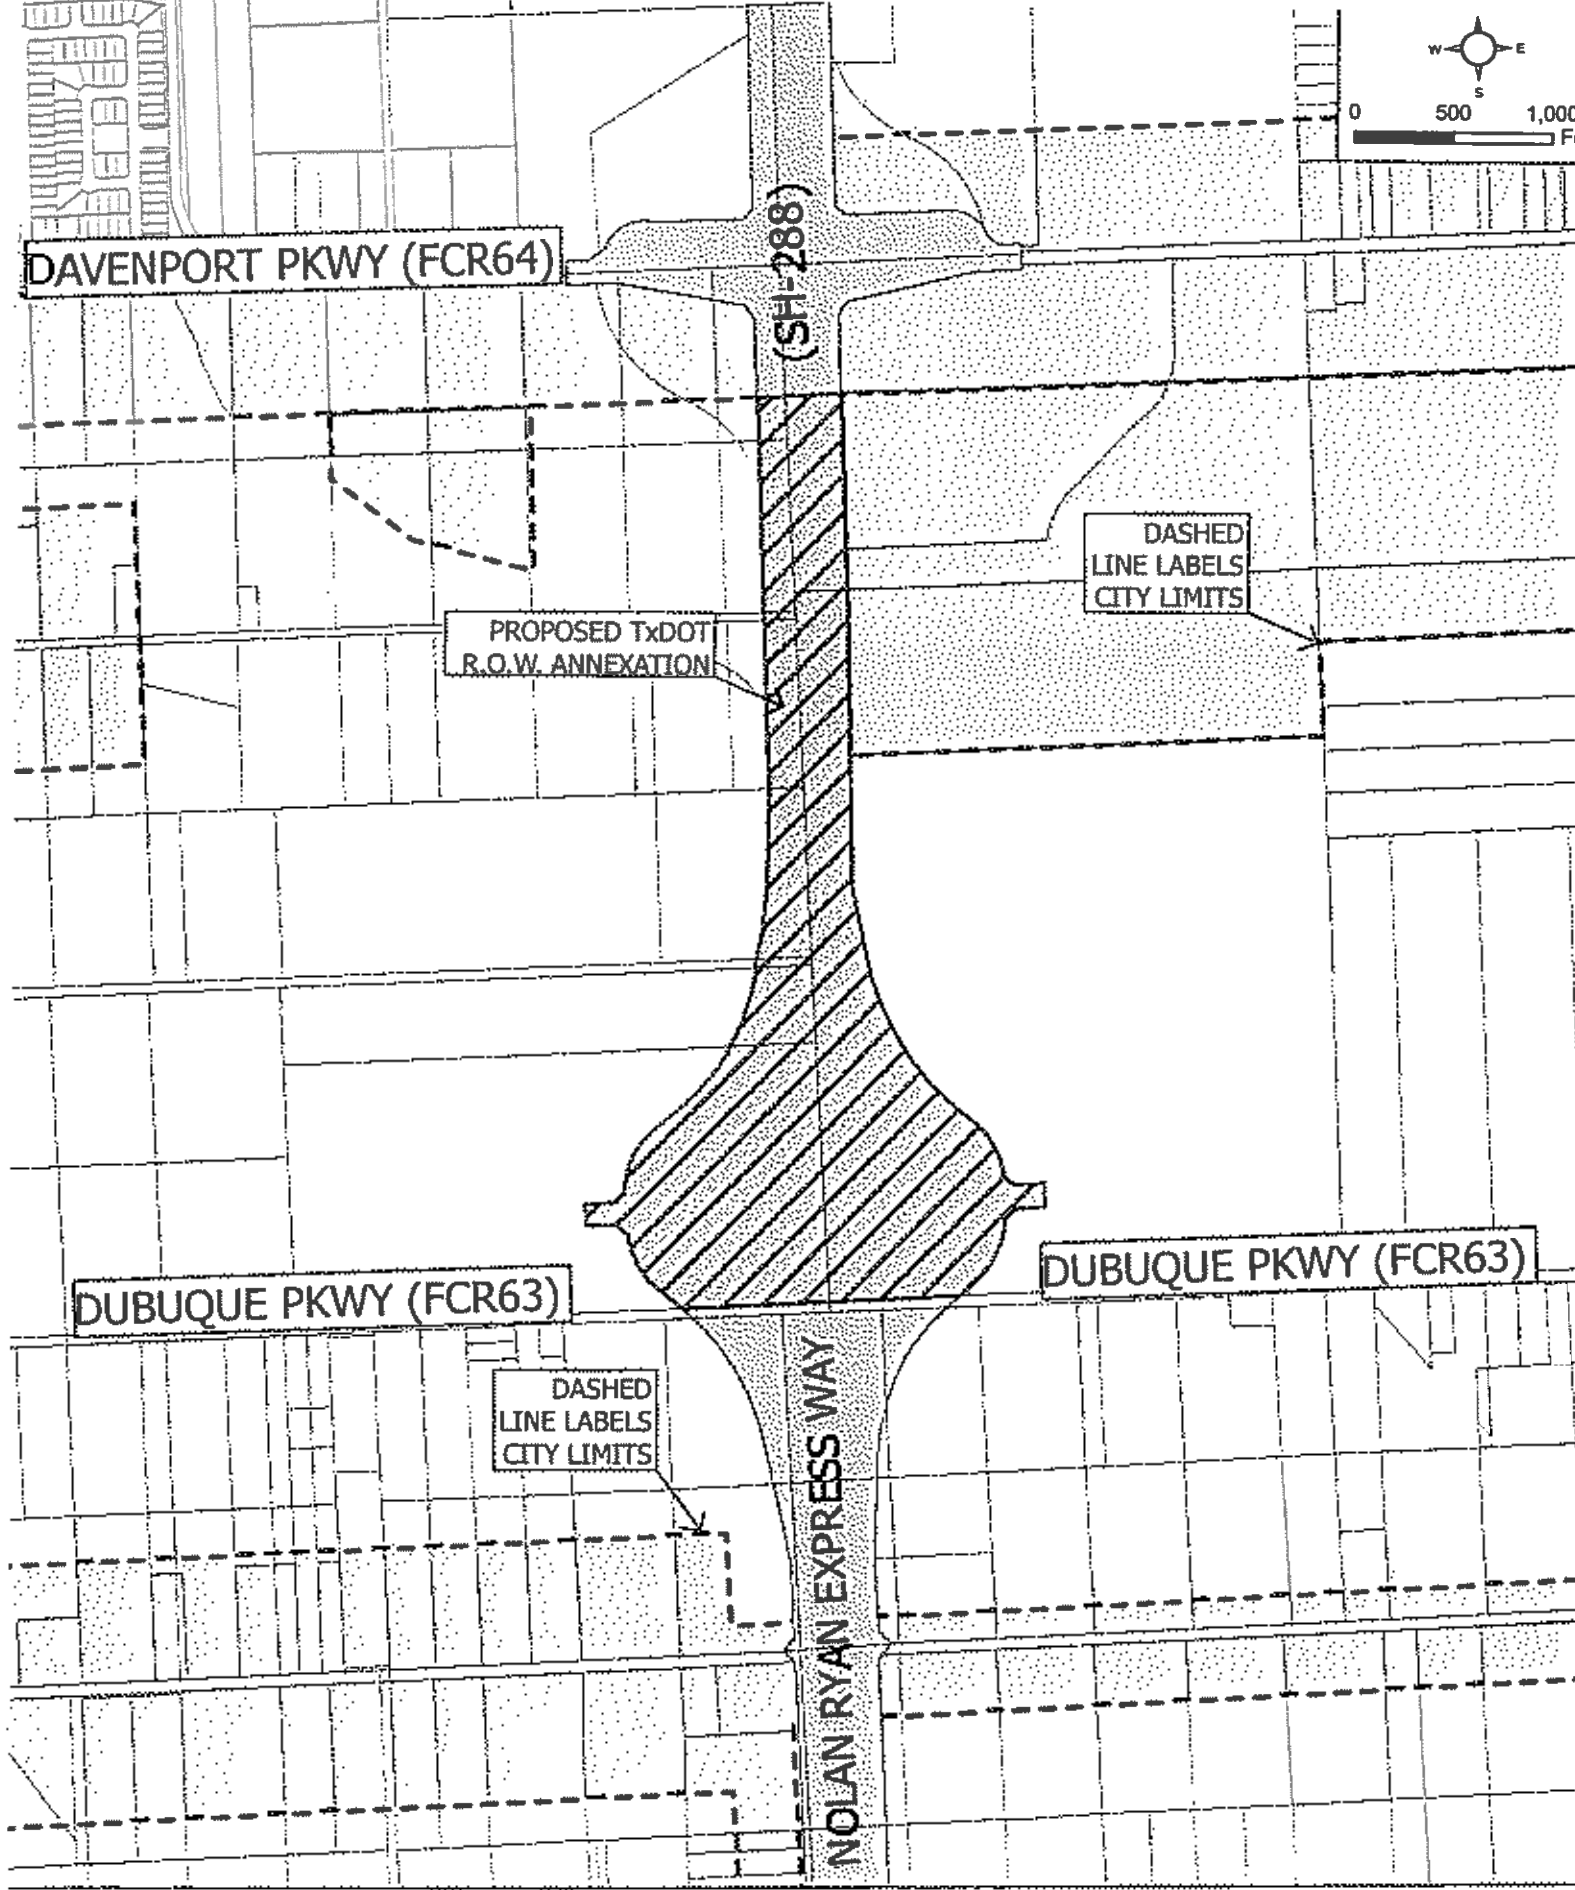 W E
S
0 500 1,000
(SH-288)
DAVENPORT PKWY (FCR64)
DASHED
LINE LABELS
CITY LIMITS
PROPOSED TxDOT
R.O.W. ANNEXATION
DUBUQUE PKWY (FCR63)
DUBUQUE PKWY (FCR63)
DASHED
LINE LABELS
CITY LIMITS
NOLAN RYAN EXPRESS WAY